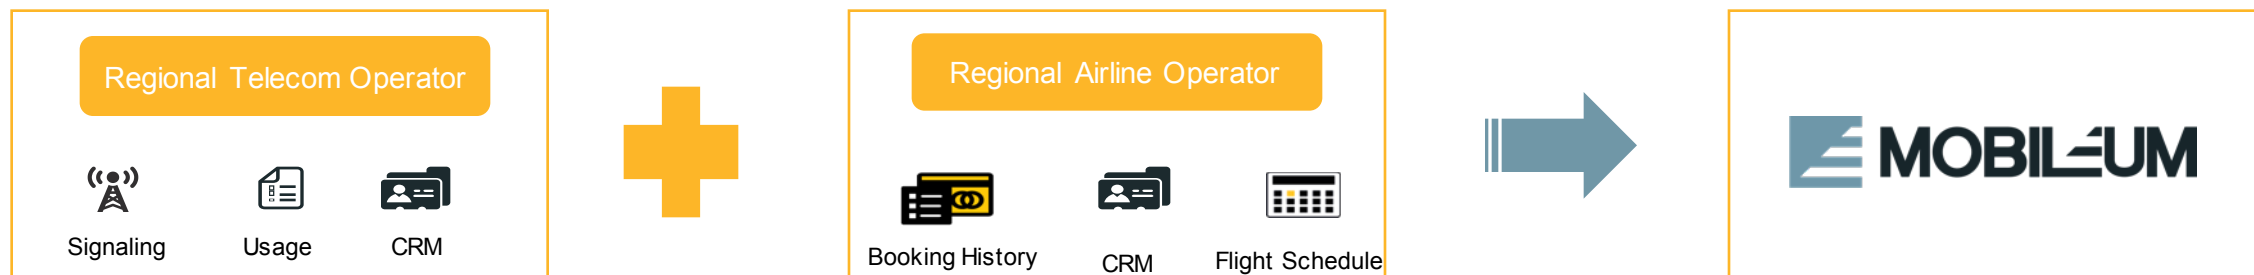 Regional Telecom Operator
Signaling
Usage
CRM
Regional Airline Operator
Booking History
CRM
Flight Schedule
MOBILEUM